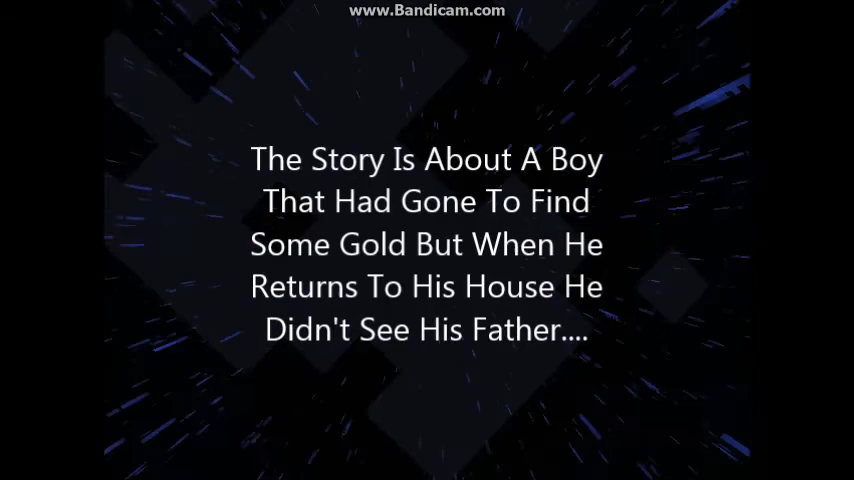 www.Bandicam.com
The Story Is About A Boy
That Had Gone To Find
Some Gold But When He
Returns To His House He
Didn't See His Father....